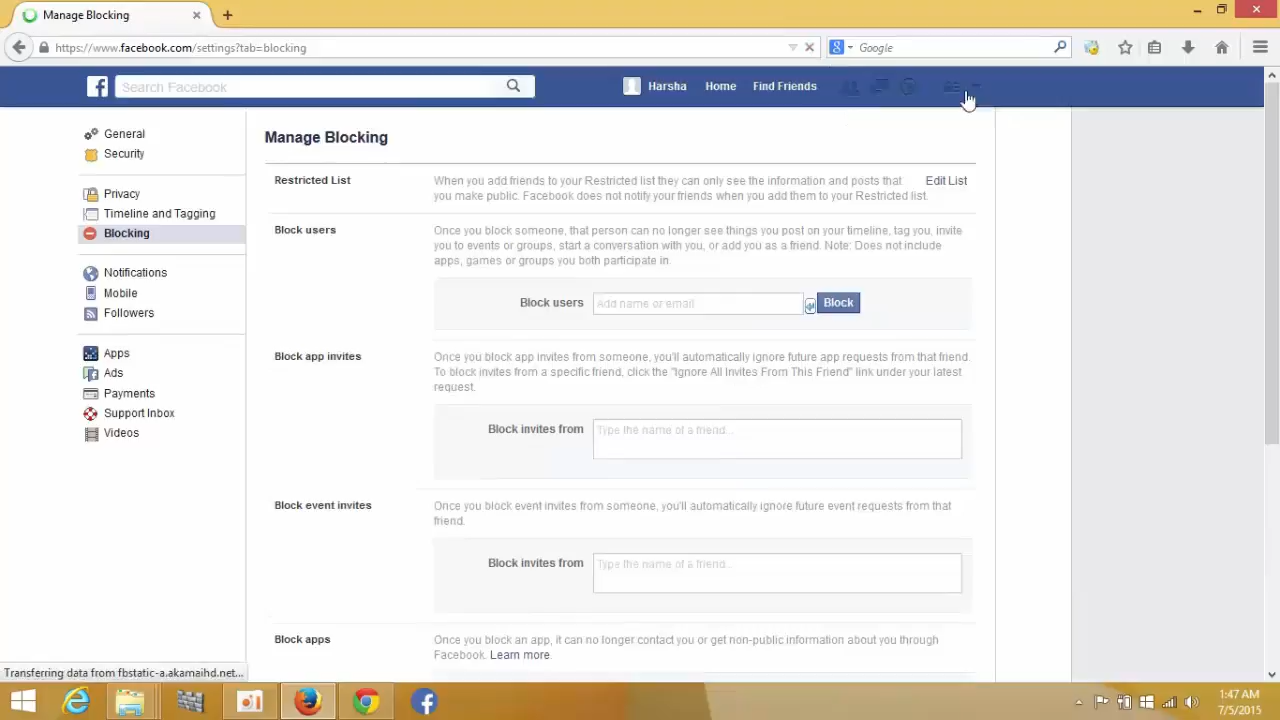 Manage Blocking
https://www.facebook.com/settings?tab=blocking
Google
Search Facebook
Harsha
Home
Find Friends
General
Security
Privacy
Timeline and Tagging
Blocking
Notifications
Mobile
Followers
Apps
Ads
Payments
Support Inbox
Videos
Manage Blocking
Restricted List
When you add friends to your Restricted list they can only see the information and posts that
you make public. Facebook does not notify your friends when you add them to your Restricted list.
Edit List
Block users
Once you block someone, that person can no longer see things you post on your timeline, tag you, invite
you to events or groups, start a conversation with you, or add you as a friend. Note: Does not include
apps, games or groups you both participate in.
Block users
Add name or email
Block
Block app invites
Once you block app invites from someone, you'll automatically ignore future app requests from that friend.
To block invites from a specific friend, click the "Ignore All Invites From This Friend" link under your latest
request.
Block invites from
Type the name of a friend...
Block event invites
Once you block event invites from someone, you'll automatically ignore future event requests from that
friend.
Block invites from
Type the name of a friend...
Block apps
Once you block an app, it can no longer contact you or get non-public information about you through
Facebook. Learn more.
Transferring data from fbstatic-a.akamaihd.net...
1:47 AM
7/5/2015